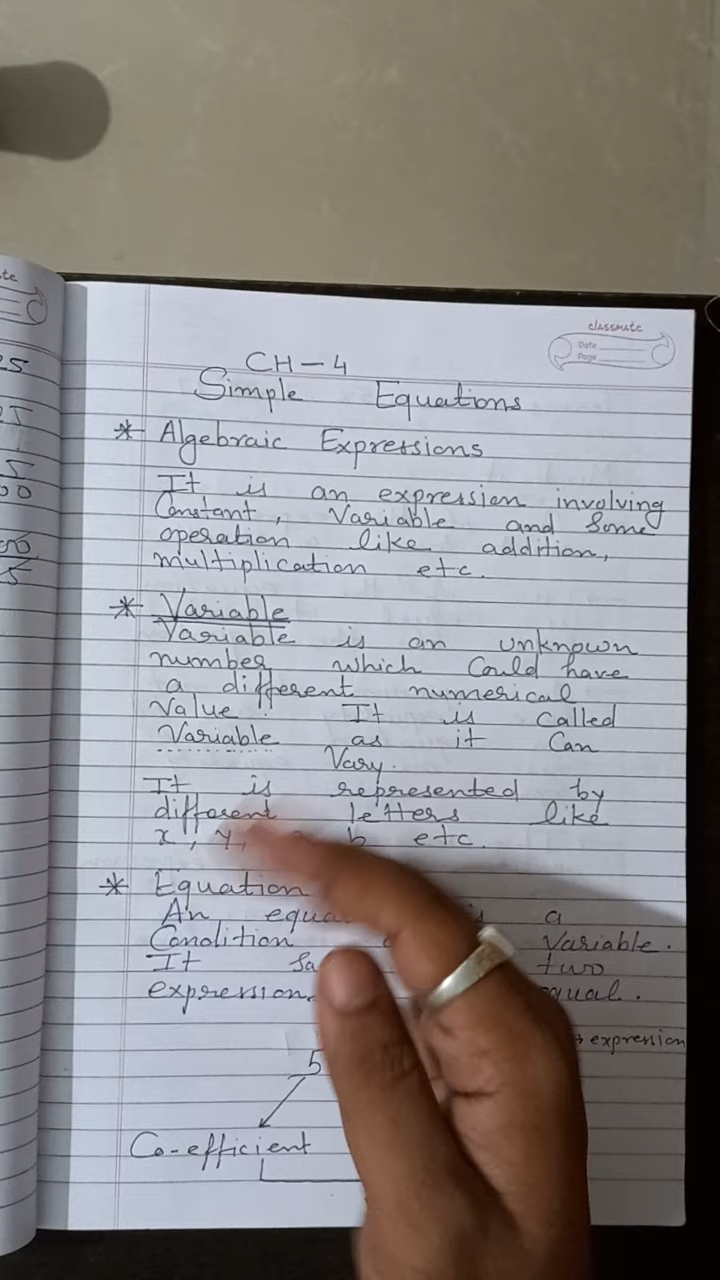 te
classmate
Date
Page
CH-4
Simple Equations
* Algebraic Expressions
It is an expression involving
Constant, Variable and Some
operation like addition,
multiplication etc.
* Variable
Variable is an unknown
number which Could have
a different numerical
Value. It is Called
Variable as it Can
Vary.
It is represented by
different letters like
x, y, b etc.
* Equation
An a
Condition Variable.
It two
expression equal.
expression
5
Co-efficient